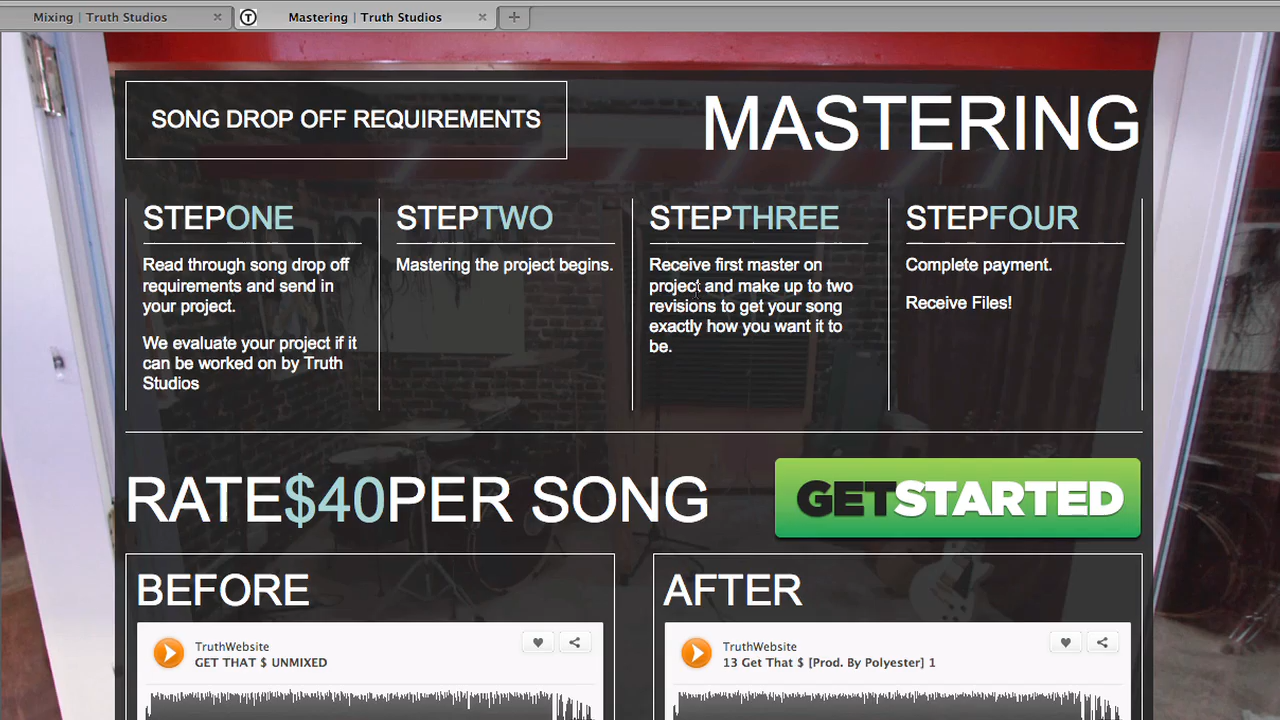 Mixing | Truth Studios
T Mastering | Truth Studios
SONG DROP OFF REQUIREMENTS
MASTERING
STEPONE
Read through song drop off
requirements and send in
your project.
We evaluate your project if it
can be worked on by Truth
Studios
STEPTWO
Mastering the project begins.
STEPTHREE
Receive first master on
project and make up to two
revisions to get your song
exactly how you want it to
be.
STEPFOUR
Complete payment.
Receive Files!
RATE$40PER SONG
GETSTARTED
BEFORE
TruthWebsite
GET THAT $ UNMIXED
AFTER
TruthWebsite
13 Get That $ [Prod. By Polyester] 1